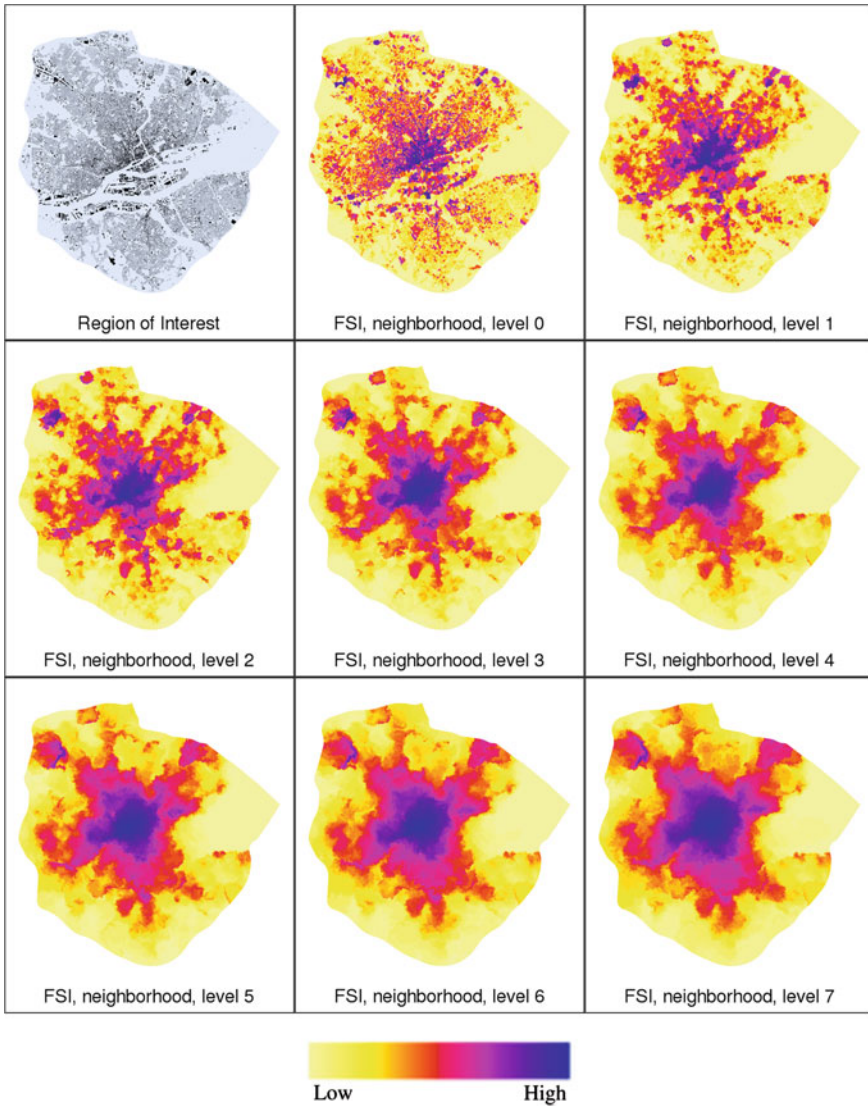 Region of Interest
FSI, neighborhood, level 0
FSI, neighborhood, level 1
FSI, neighborhood, level 2
FSI, neighborhood, level 3
FSI, neighborhood, level 4
FSI, neighborhood, level 5
FSI, neighborhood, level 6
FSI, neighborhood, level 7
Low
High